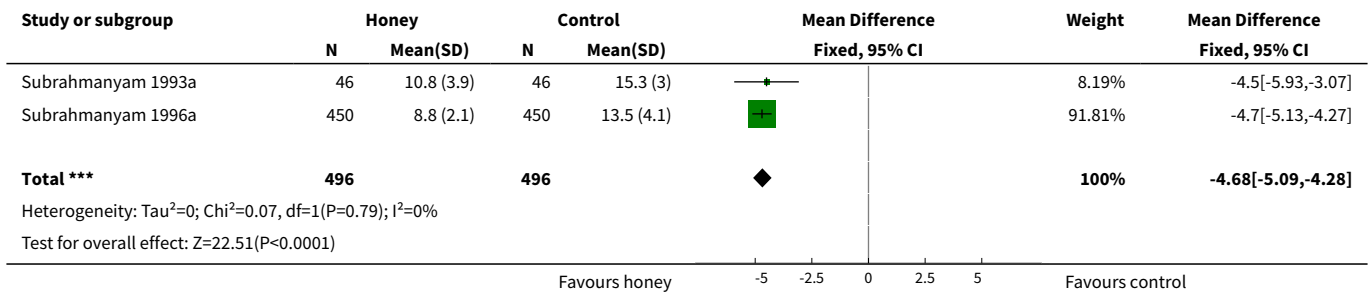 Study or subgroup Honey Control Mean Difference Weight Mean Difference
N Mean(SD) N Mean(SD) Fixed, 95% CI Fixed, 95% CI
Subrahmanyam 1993a 46 10.8 (3.9) 46 15.3 (3) 8.19% -4.5[-5.93,-3.07]
Subrahmanyam 1996a 450 8.8 (2.1) 450 13.5 (4.1) 91.81% -4.7[-5.13,-4.27]
Total *** 496 496 100% -4.68[-5.09,-4.28]
Heterogeneity: Tau²=0; Chi²=0.07, df=1(P=0.79); I²=0%
Test for overall effect: Z=22.51(P<0.0001)
Favours honey -5 -2.5 0 2.5 5 Favours control